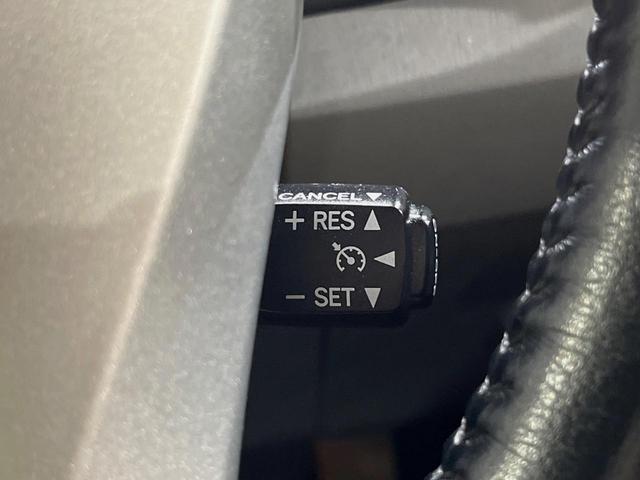 CANCEL ▼
+ RES ▲
◀
− SET ▼